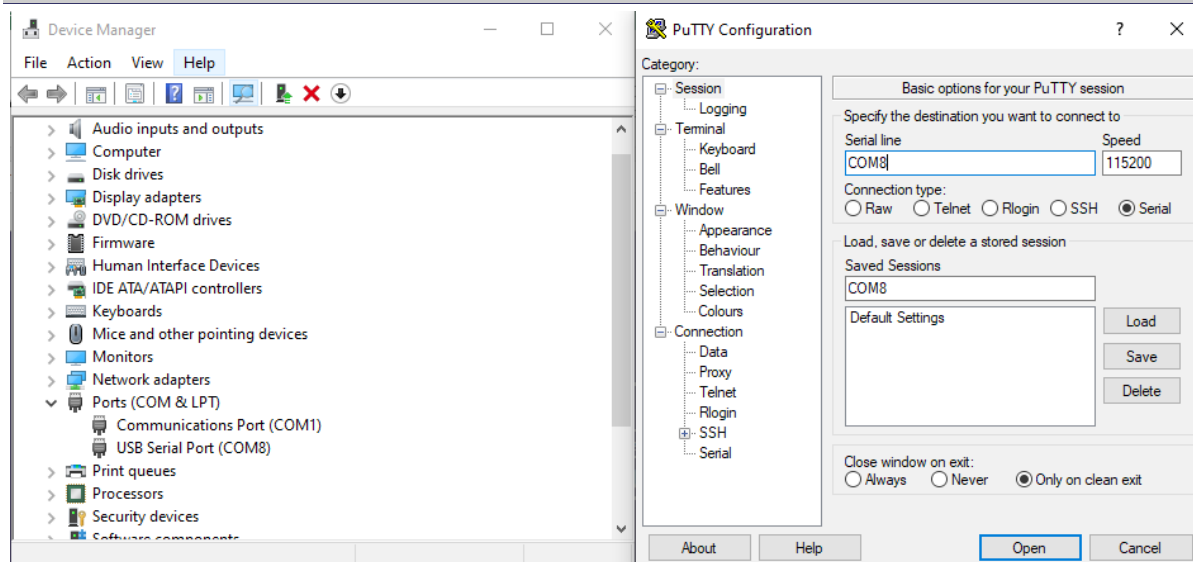 Device Manager
File Action View Help
Audio inputs and outputs
Computer
Disk drives
Display adapters
DVD/CD-ROM drives
Firmware
Human Interface Devices
IDE ATA/ATAPI controllers
Keyboards
Mice and other pointing devices
Monitors
Network adapters
Ports (COM & LPT)
Communications Port (COM1)
USB Serial Port (COM8)
Print queues
Processors
Security devices
Software components
PuTTY Configuration
Category:
Session
Logging
Terminal
Keyboard
Bell
Features
Window
Appearance
Behaviour
Translation
Selection
Colours
Connection
Data
Proxy
Telnet
Rlogin
SSH
Serial
Basic options for your PuTTY session
Specify the destination you want to connect to
Serial line Speed
COM8 115200
Connection type:
Raw Telnet Rlogin SSH Serial
Load, save or delete a stored session
Saved Sessions
COM8
Default Settings
Load
Save
Delete
Close window on exit:
Always Never Only on clean exit
About Help Open Cancel